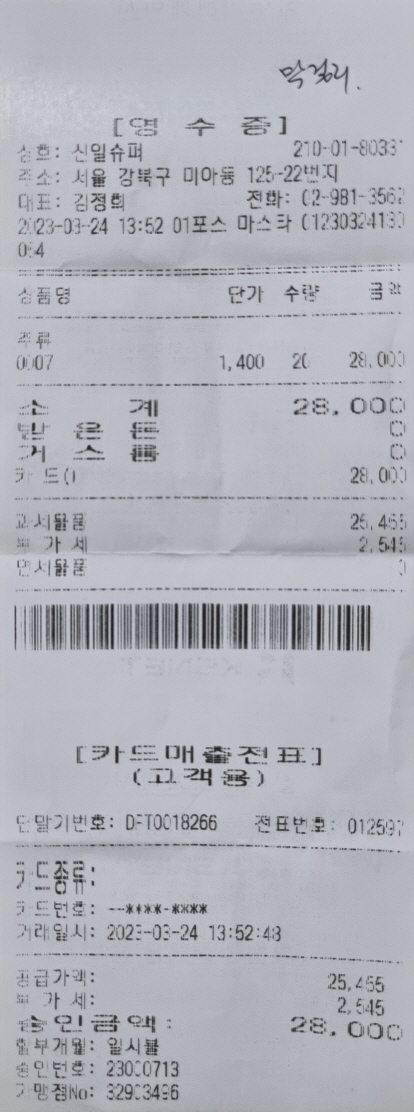 막걸리.
[영 수 증]
상호: 신일슈퍼 210-01-80331
주소: 서울 강북구 미아동 125-22번지
대표: 김정희 전화: 02-981-3562
2023-03-24 13:52 01포스 마스타 01230324130
064
상품명 단가 수량 금액
주류
0007 1,400 20 28,000
소 계 28,000
받 은 돈 0
거 스 름 0
카 드() 28,000
과세물품 25,455
부 가 세 2,545
면세물품 0
[카드매출전표]
(고객용)
단말기번호: DPT0018266 전표번호: 012597
카드종류:
카드번호: --****-****
거래일시: 2023-03-24 13:52:48
공급가액: 25,455
부 가 세: 2,545
승인금액: 28,000
할부개월: 일시불
승인번호: 23000713
가맹점No: 32903496